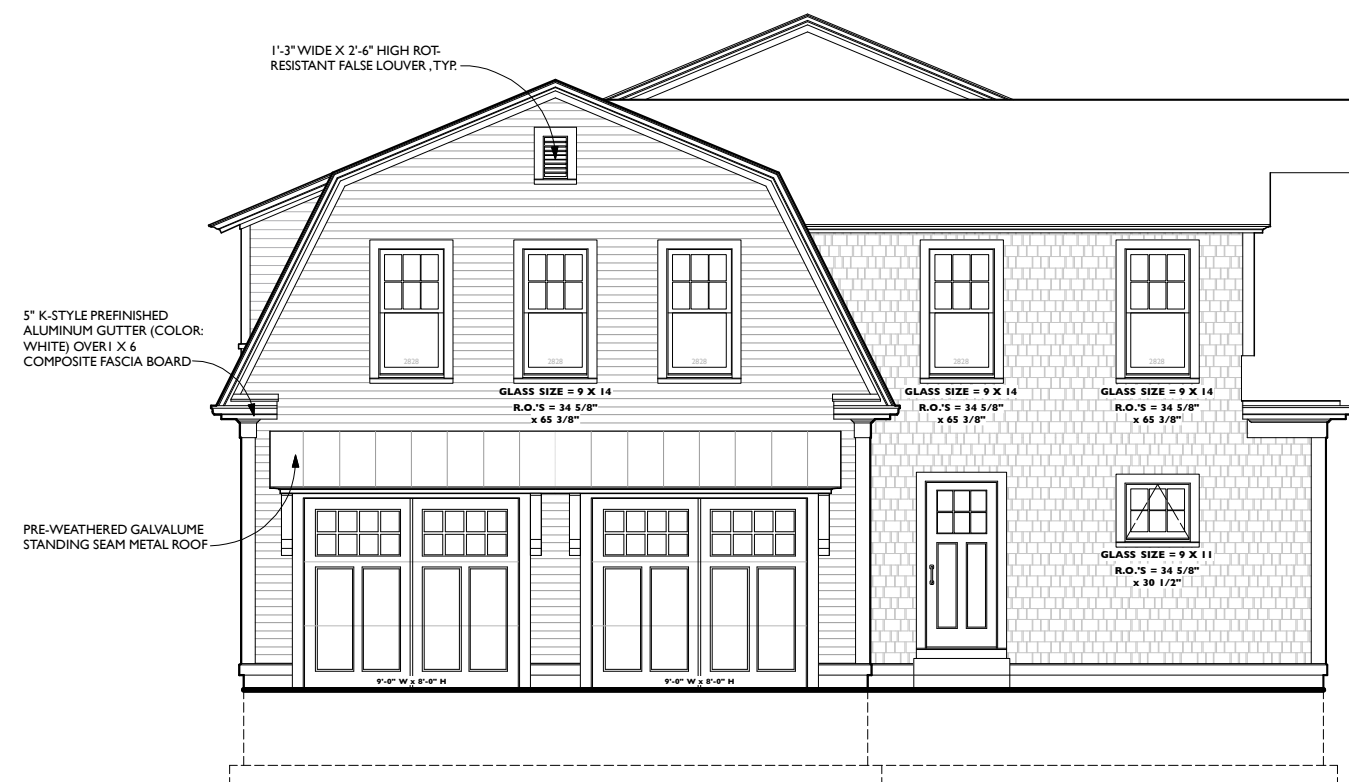 1'-3" WIDE X 2'-6" HIGH ROT-
RESISTANT FALSE LOUVER , TYP.
5" K-STYLE PREFINISHED
ALUMINUM GUTTER (COLOR:
WHITE) OVER1 X 6
COMPOSITE FASCIA BOARD
2828
2828
2828
2828
2828
GLASS SIZE = 9 X 14
R.O.'S = 34 5/8"
x 65 3/8"
GLASS SIZE = 9 X 14
R.O.'S = 34 5/8"
x 65 3/8"
GLASS SIZE = 9 X 14
R.O.'S = 34 5/8"
x 65 3/8"
PRE-WEATHERED GALVALUME
STANDING SEAM METAL ROOF
GLASS SIZE = 9 X 11
R.O.'S = 34 5/8"
x 30 1/2"
9'-0" W x 8'-0" H
9'-0" W x 8'-0" H